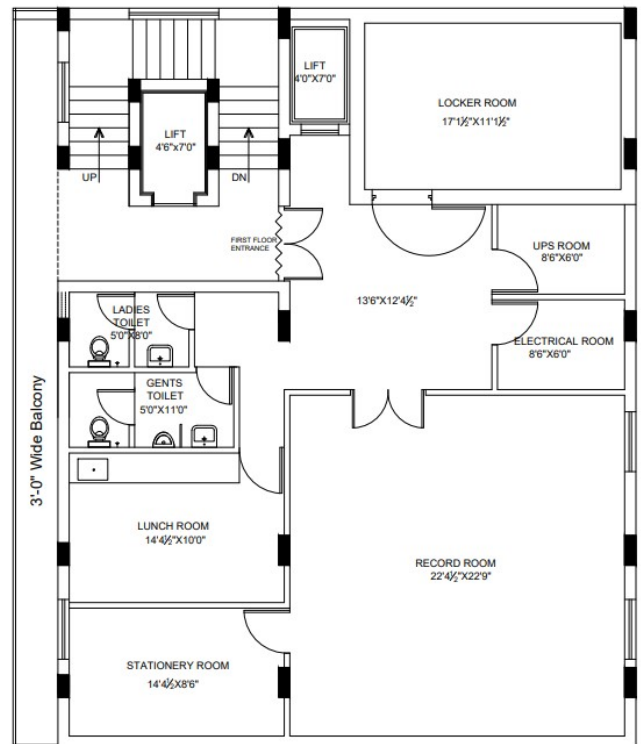 LIFT
4'0"X7'0"
LOCKER ROOM
17'1½"X11'1½"
LIFT
4'6"x7'0"
UP
DN
FIRST FLOOR
ENTRANCE
UPS ROOM
8'6"X6'0"
13'6"X12'4½"
LADIES
TOILET
5'0"X8'0"
ELECTRICAL ROOM
8'6"X6'0"
GENTS
TOILET
5'0"X11'0"
3'-0" Wide Balcony
LUNCH ROOM
14'4½"X10'0"
RECORD ROOM
22'4½"X22'9"
STATIONERY ROOM
14'4½X8'6"